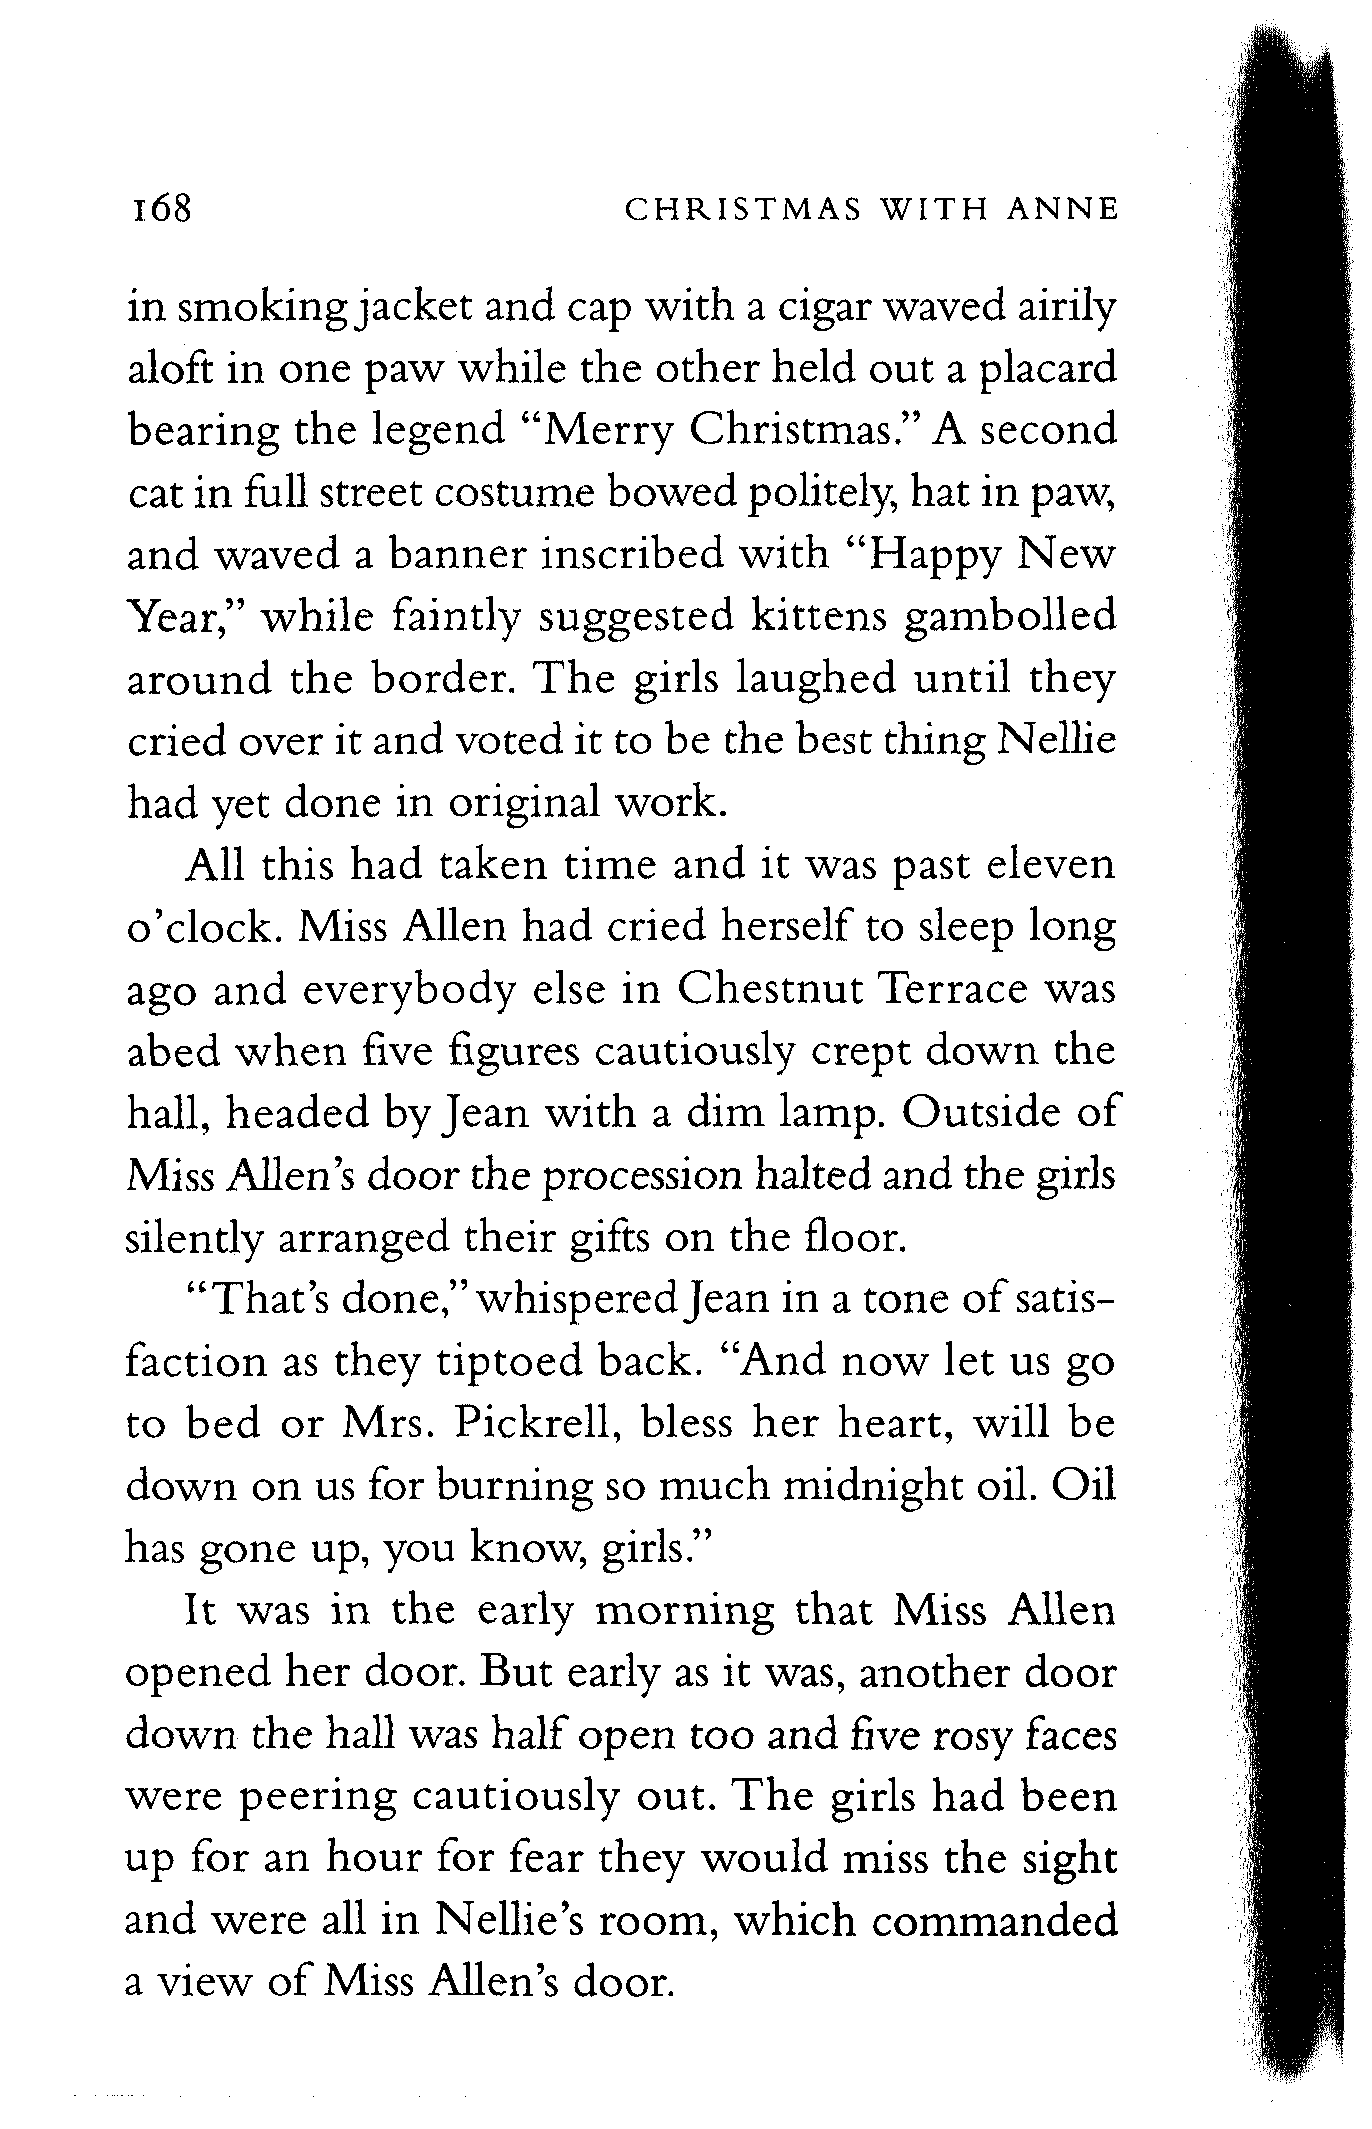 168 CHRISTMAS WITH ANNE
in smoking jacket and cap with a cigar waved airily
aloft in one paw while the other held out a placard
bearing the legend “Merry Christmas.” A second
cat in full street costume bowed politely, hat in paw,
and waved a banner inscribed with “Happy New
Year,” while faintly suggested kittens gambolled
around the border. The girls laughed until they
cried over it and voted it to be the best thing Nellie
had yet done in original work.
All this had taken time and it was past eleven
o’clock. Miss Allen had cried herself to sleep long
ago and everybody else in Chestnut Terrace was
abed when five figures cautiously crept down the
hall, headed by Jean with a dim lamp. Outside of
Miss Allen’s door the procession halted and the girls
silently arranged their gifts on the floor.
“That’s done,” whispered Jean in a tone of satis-
faction as they tiptoed back. “And now let us go
to bed or Mrs. Pickrell, bless her heart, will be
down on us for burning so much midnight oil. Oil
has gone up, you know, girls.”
It was in the early morning that Miss Allen
opened her door. But early as it was, another door
down the hall was half open too and five rosy faces
were peering cautiously out. The girls had been
up for an hour for fear they would miss the sight
and were all in Nellie’s room, which commanded
a view of Miss Allen’s door.